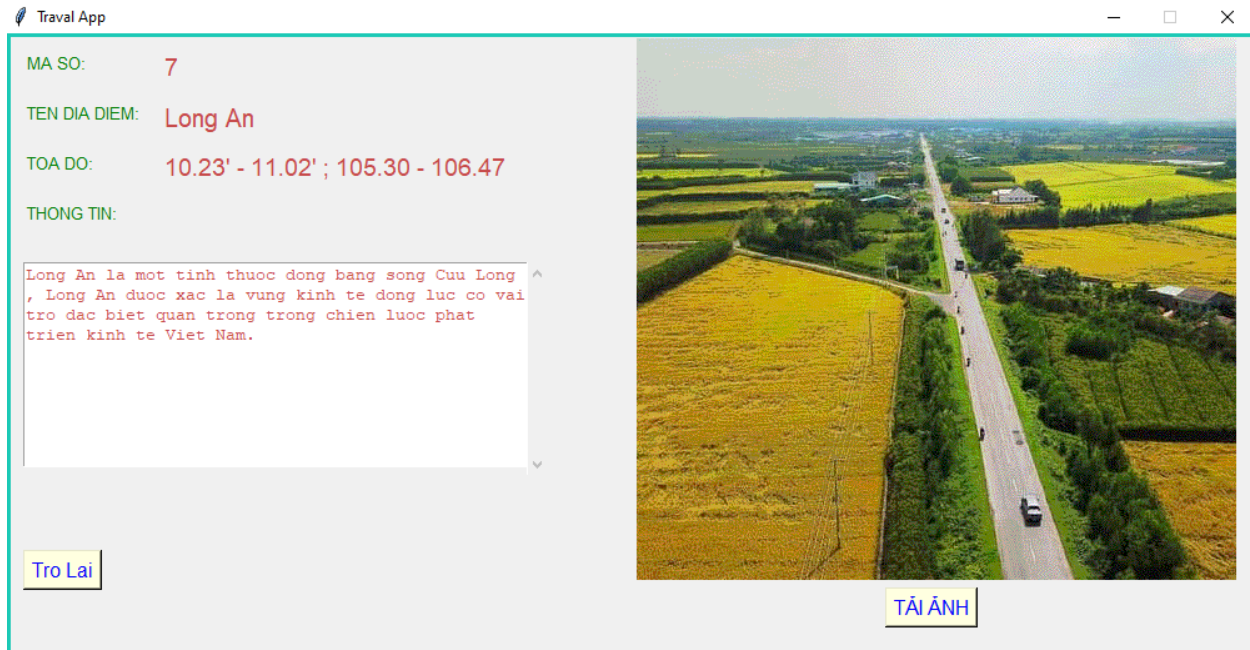 Traval App
MA SO: 7
TEN DIA DIEM: Long An
TOA DO: 10.23' - 11.02' ; 105.30 - 106.47
THONG TIN:
Long An la mot tinh thuoc dong bang song Cuu Long
, Long An duoc xac la vung kinh te dong luc co vai
tro dac biet quan trong trong chien luoc phat
trien kinh te Viet Nam.
Tro Lai
TẢI ẢNH